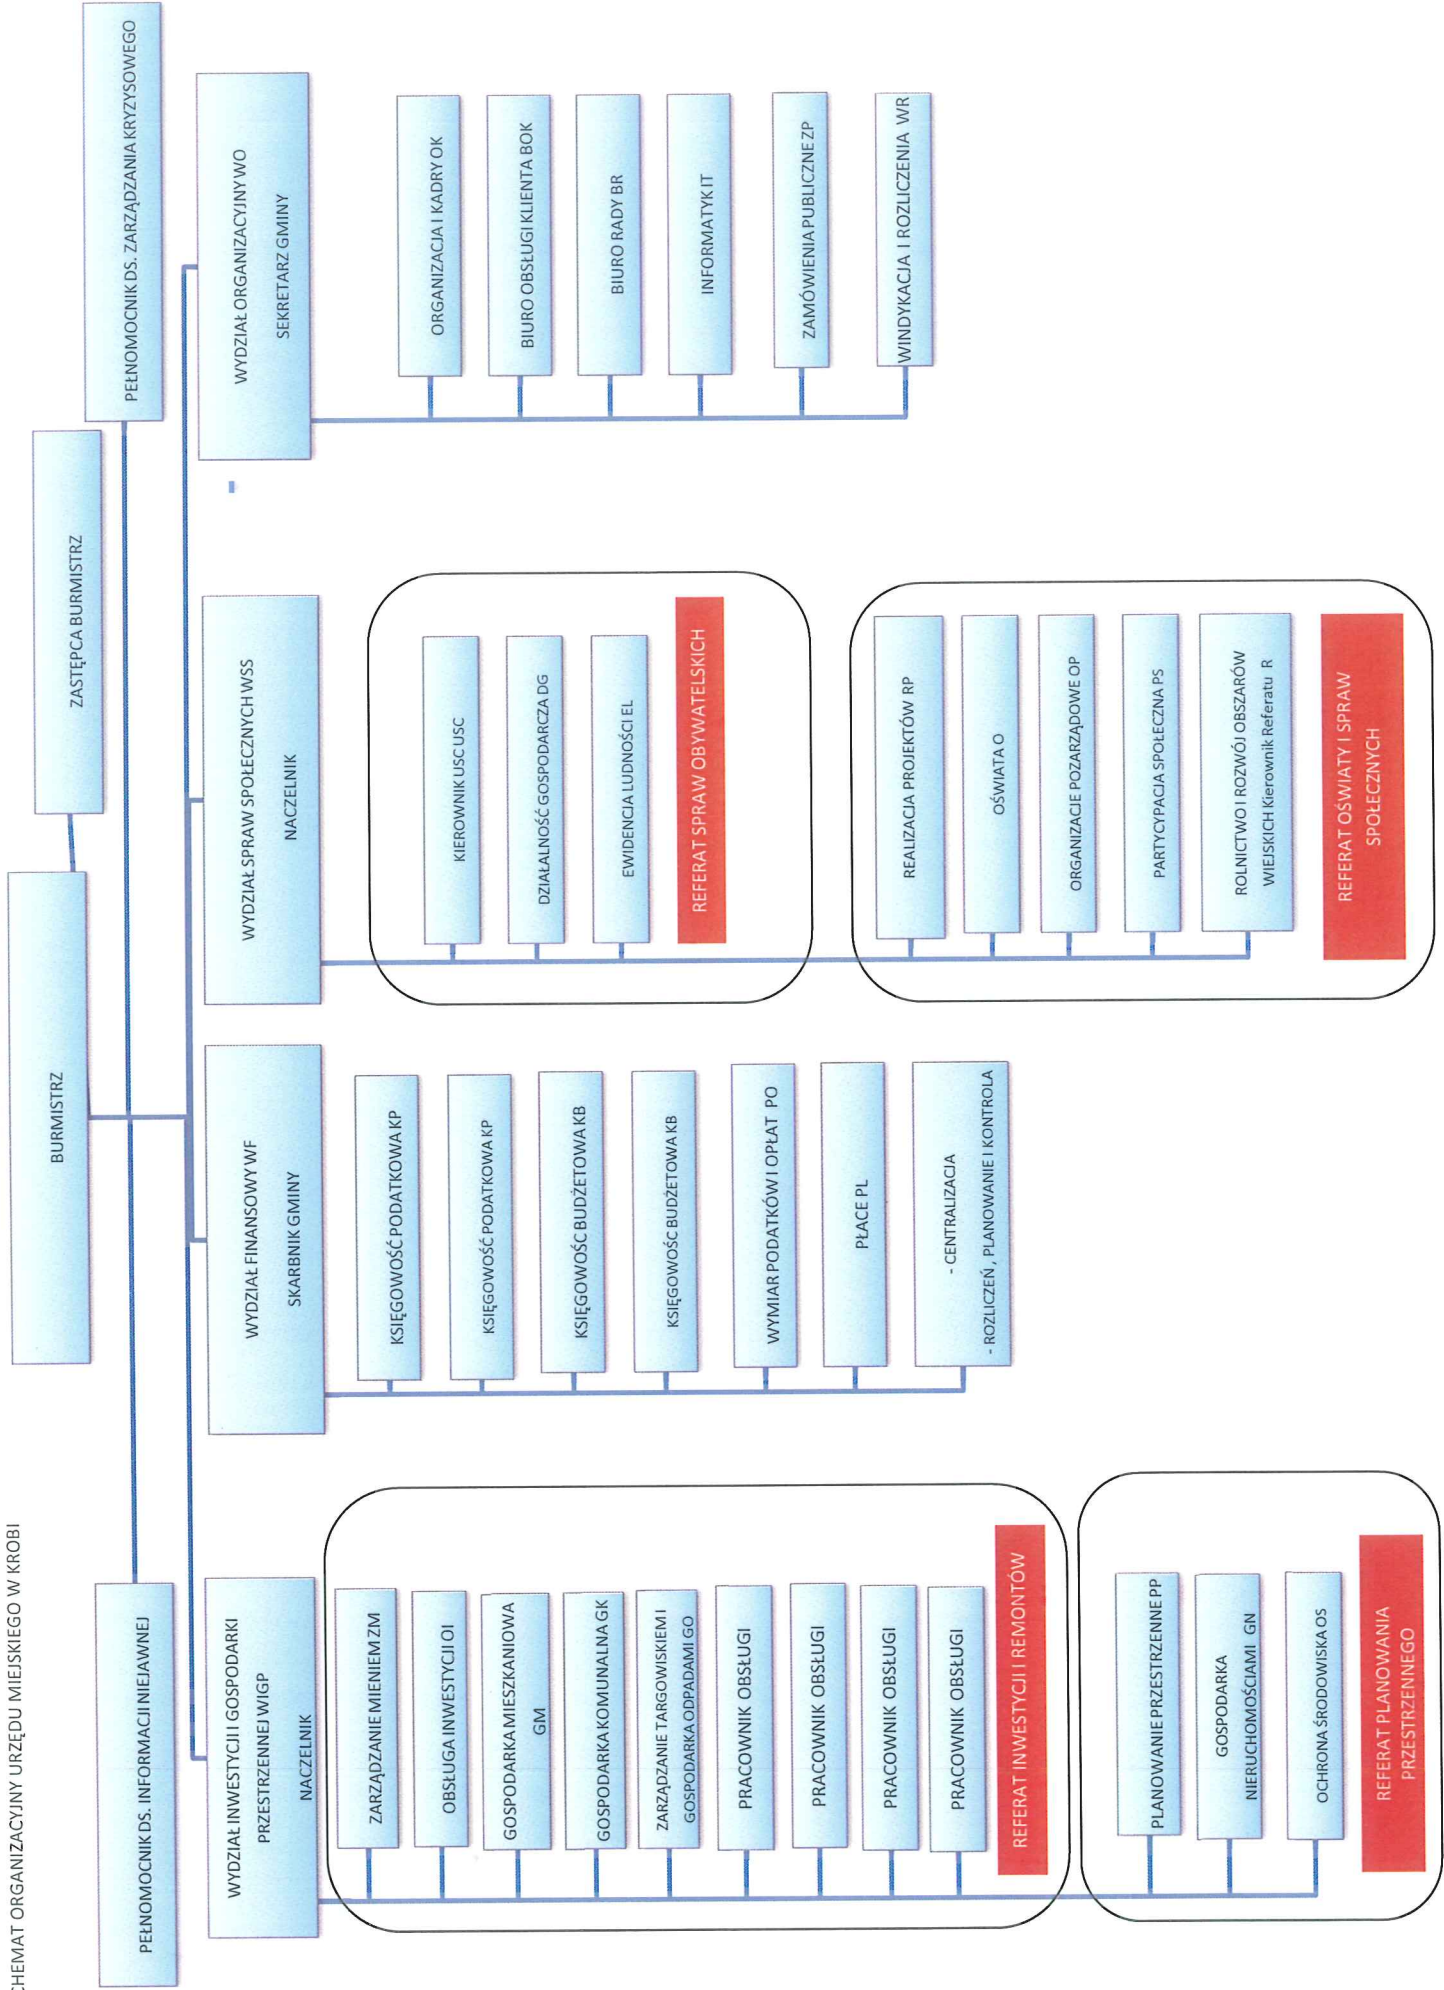 CHEMAT ORGANIZACYJNY URZĘDU MIEJSKIEGO W KROBI
BURMISTRZ
ZASTĘPCA BURMISTRZ
PEŁNOMOCNIK DS. INFORMACJI NIEJAWNEJ
PEŁNOMOCNIK DS. ZARZĄDZANIA KRYZYSOWEGO
WYDZIAŁ INWESTYCJI I GOSPODARKI
PRZESTRZENNEJ WIGP
NACZELNIK
ZARZĄDZANIE MIENIEM ZM
OBSŁUGA INWESTYCJI OI
GOSPODARKA MIESZKANIOWA
GM
GOSPODARKA KOMUNALNA GK
ZARZĄDZANIE TARGOWISKIEM I
GOSPODARKA ODPADAMI GO
PRACOWNIK OBSŁUGI
PRACOWNIK OBSŁUGI
PRACOWNIK OBSŁUGI
PRACOWNIK OBSŁUGI
REFERAT INWESTYCJI I REMONTÓW
PLANOWANIE PRZESTRZENNE PP
GOSPODARKA
NIERUCHOMOŚCIAMI GN
OCHRONA ŚRODOWISKA OS
REFERAT PLANOWANIA
PRZESTRZENNEGO
WYDZIAŁ FINANSOWY WF
SKARBNIK GMINY
KSIĘGOWOŚĆ PODATKOWA KP
KSIĘGOWOŚĆ PODATKOWA KP
KSIĘGOWOŚC BUDŻETOWA KB
KSIĘGOWOŚC BUDŻETOWA KB
WYMIAR PODATKÓW I OPŁAT PO
PŁACE PL
- CENTRALIZACJA
- ROZLICZEŃ, PLANOWANIE I KONTROLA
WYDZIAŁ SPRAW SPOŁECZNYCH WSS
NACZELNIK
KIEROWNIK USC USC
DZIAŁALNOŚĆ GOSPODARCZA DG
EWIDENCJA LUDNOŚCI EL
REFERAT SPRAW OBYWATELSKICH
REALIZACJA PROJEKTÓW RP
OŚWIATA O
ORGANIZACJE POZARZĄDOWE OP
PARTYCYPACJA SPOŁECZNA PS
ROLNICTWO I ROZWÓJ OBSZARÓW
WIEJSKICH Kierownik Referatu R
REFERAT OŚWIATY I SPRAW
SPOŁECZNYCH
WYDZIAŁ ORGANIZACYJNY WO
SEKRETARZ GMINY
ORGANIZACJA I KADRY OK
BIURO OBSŁUGI KLIENTA BOK
BIURO RADY BR
INFORMATYK IT
ZAMÓWIENIA PUBLICZNE ZP
WINDYKACJA I ROZLICZENIA WR